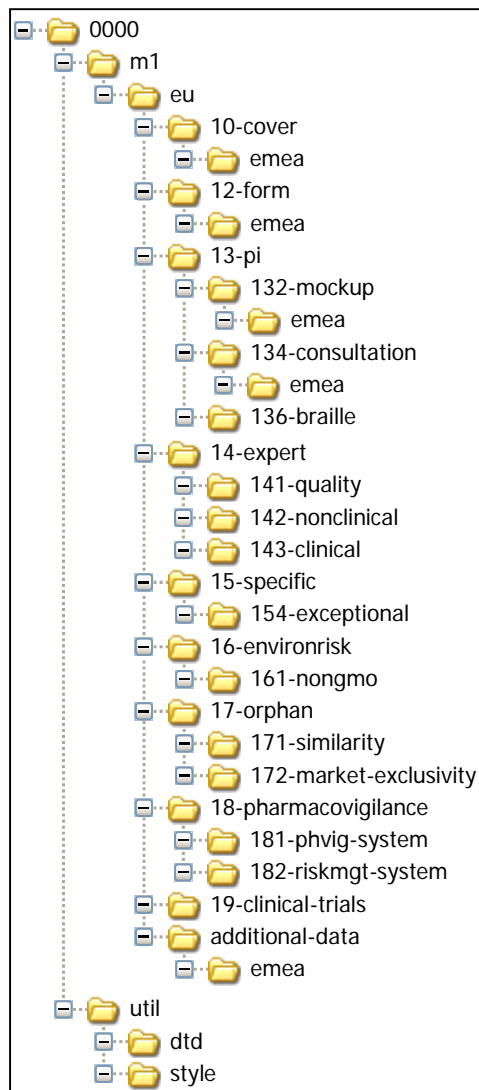 0000
m1
eu
10-cover
emea
12-form
emea
13-pi
132-mockup
emea
134-consultation
emea
136-braille
14-expert
141-quality
142-nonclinical
143-clinical
15-specific
154-exceptional
16-environrisk
161-nongmo
17-orphan
171-similarity
172-market-exclusivity
18-pharmacovigilance
181-phvig-system
182-riskmgt-system
19-clinical-trials
additional-data
emea
util
dtd
style